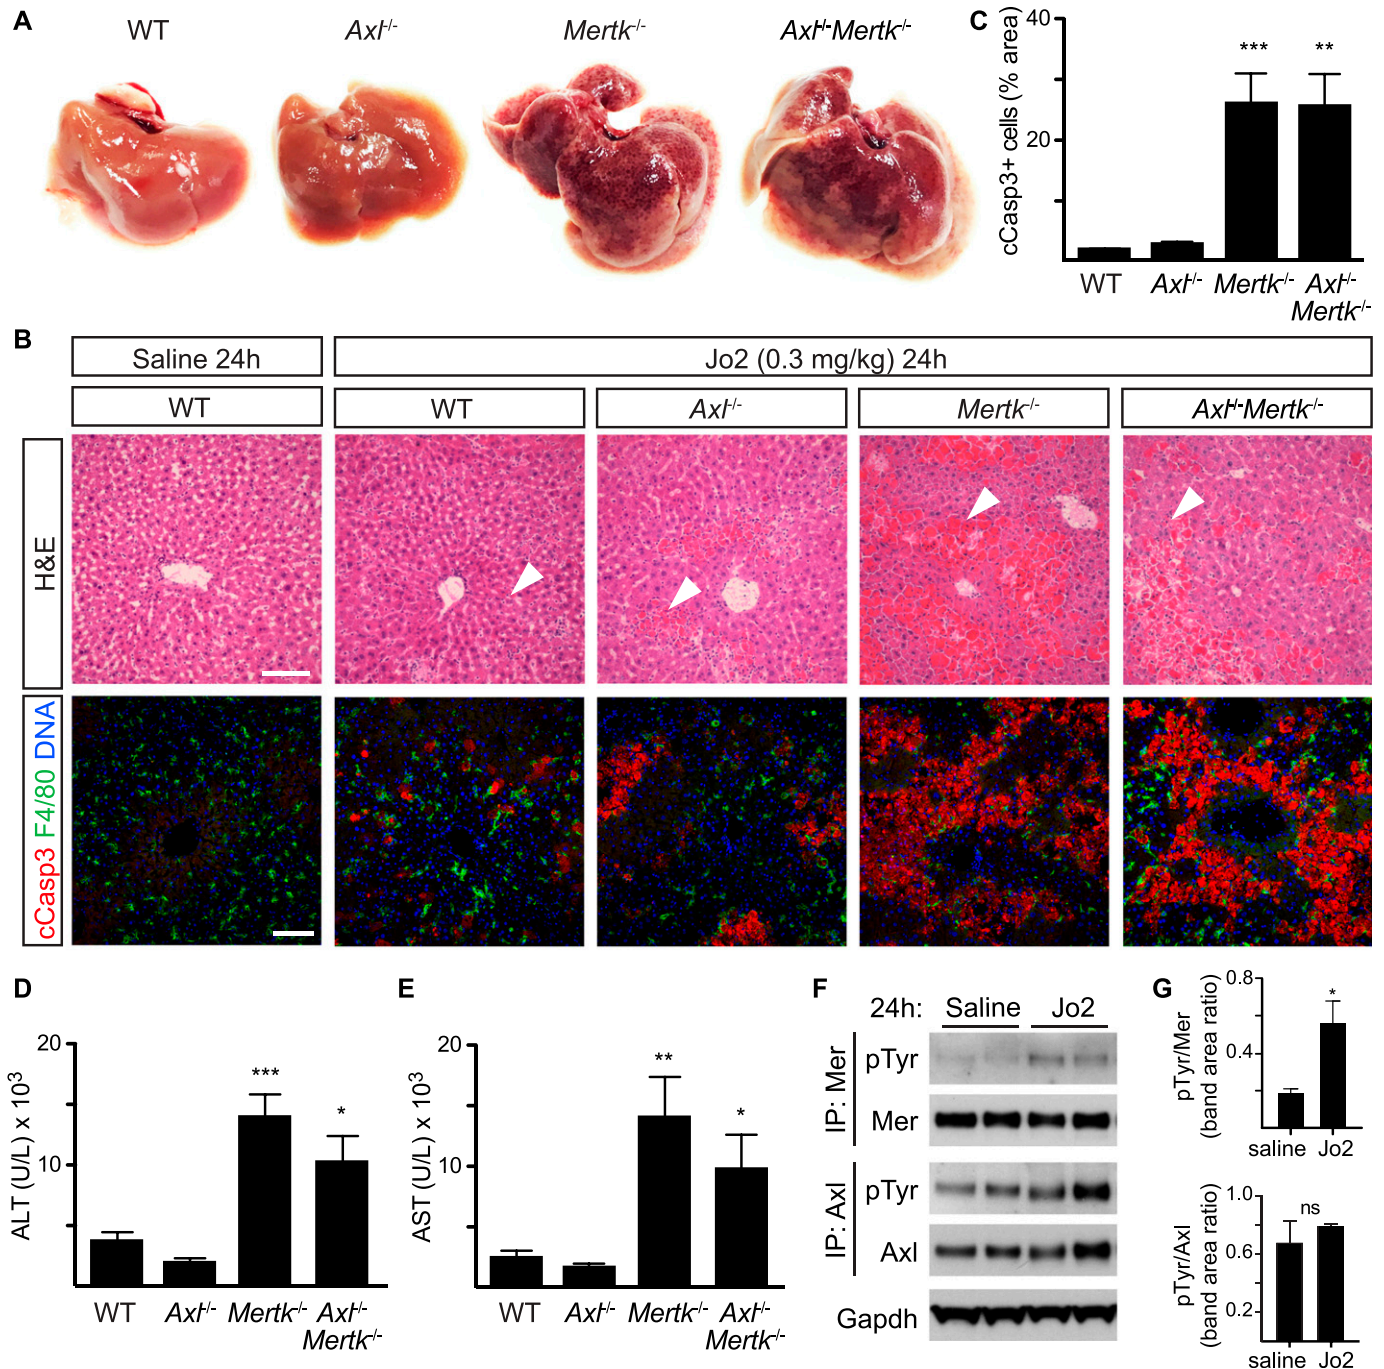 A
WT
Axl-/-
Mertk-/-
Axl-/-Mertk-/-
C
cCasp3+ cells (% area)
40
20
***
**
WT
Axl-/-
Mertk-/-
Axl-/-
Mertk-/-
B
Saline 24h
Jo2 (0.3 mg/kg) 24h
WT
WT
Axl-/-
Mertk-/-
Axl-/-Mertk-/-
H&E
cCasp3 F4/80 DNA
D
ALT (U/L) x 10³
20
10
***
*
WT
Axl-/-
Mertk-/-
Axl-/-
Mertk-/-
E
AST (U/L) x 10³
20
10
**
*
WT
Axl-/-
Mertk-/-
Axl-/-
Mertk-/-
F
24h: Saline Jo2
IP: Mer
pTyr
Mer
IP: Axl
pTyr
Axl
Gapdh
G
pTyr/Mer
(band area ratio)
0.8
0.4
*
saline Jo2
pTyr/Axl
(band area ratio)
1.0
0.6
0.2
ns
saline Jo2